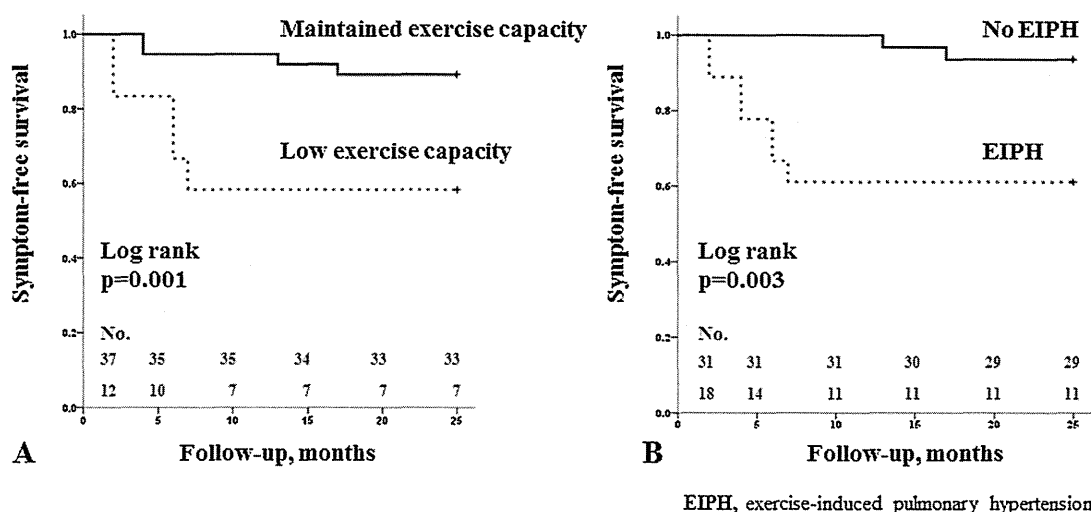 Maintained exercise capacity
Low exercise capacity
Symptom-free survival
1.0
0.8
0.6
0.4
0.2
0.0
Log rank
p=0.001
No.
37 35 35 34 33 33
12 10 7 7 7 7
0 5 10 15 20 25
Follow-up, months
A
No EIPH
EIPH
Symptom-free survival
1.0
0.8
0.6
0.4
0.2
0.0
Log rank
p=0.003
No.
31 31 31 30 29 29
18 14 11 11 11 11
0 5 10 15 20 25
Follow-up, months
B
EIPH, exercise-induced pulmonary hypertension